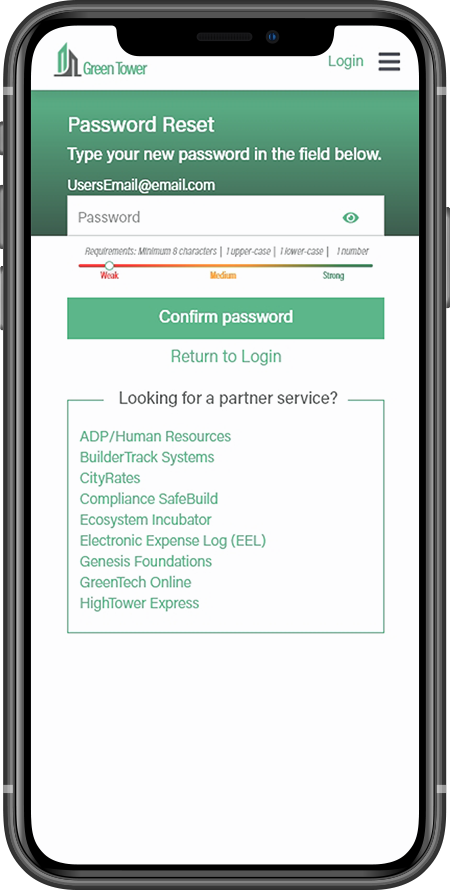 Green Tower
Login
Password Reset
Type your new password in the field below.
UsersEmail@email.com
Password
Requirements: Minimum 8 characters | 1 upper-case | 1 lower-case | 1 number
Weak Medium Strong
Confirm password
Return to Login
Looking for a partner service?
ADP/Human Resources
BuilderTrack Systems
CityRates
Compliance SafeBuild
Ecosystem Incubator
Electronic Expense Log (EEL)
Genesis Foundations
GreenTech Online
HighTower Express